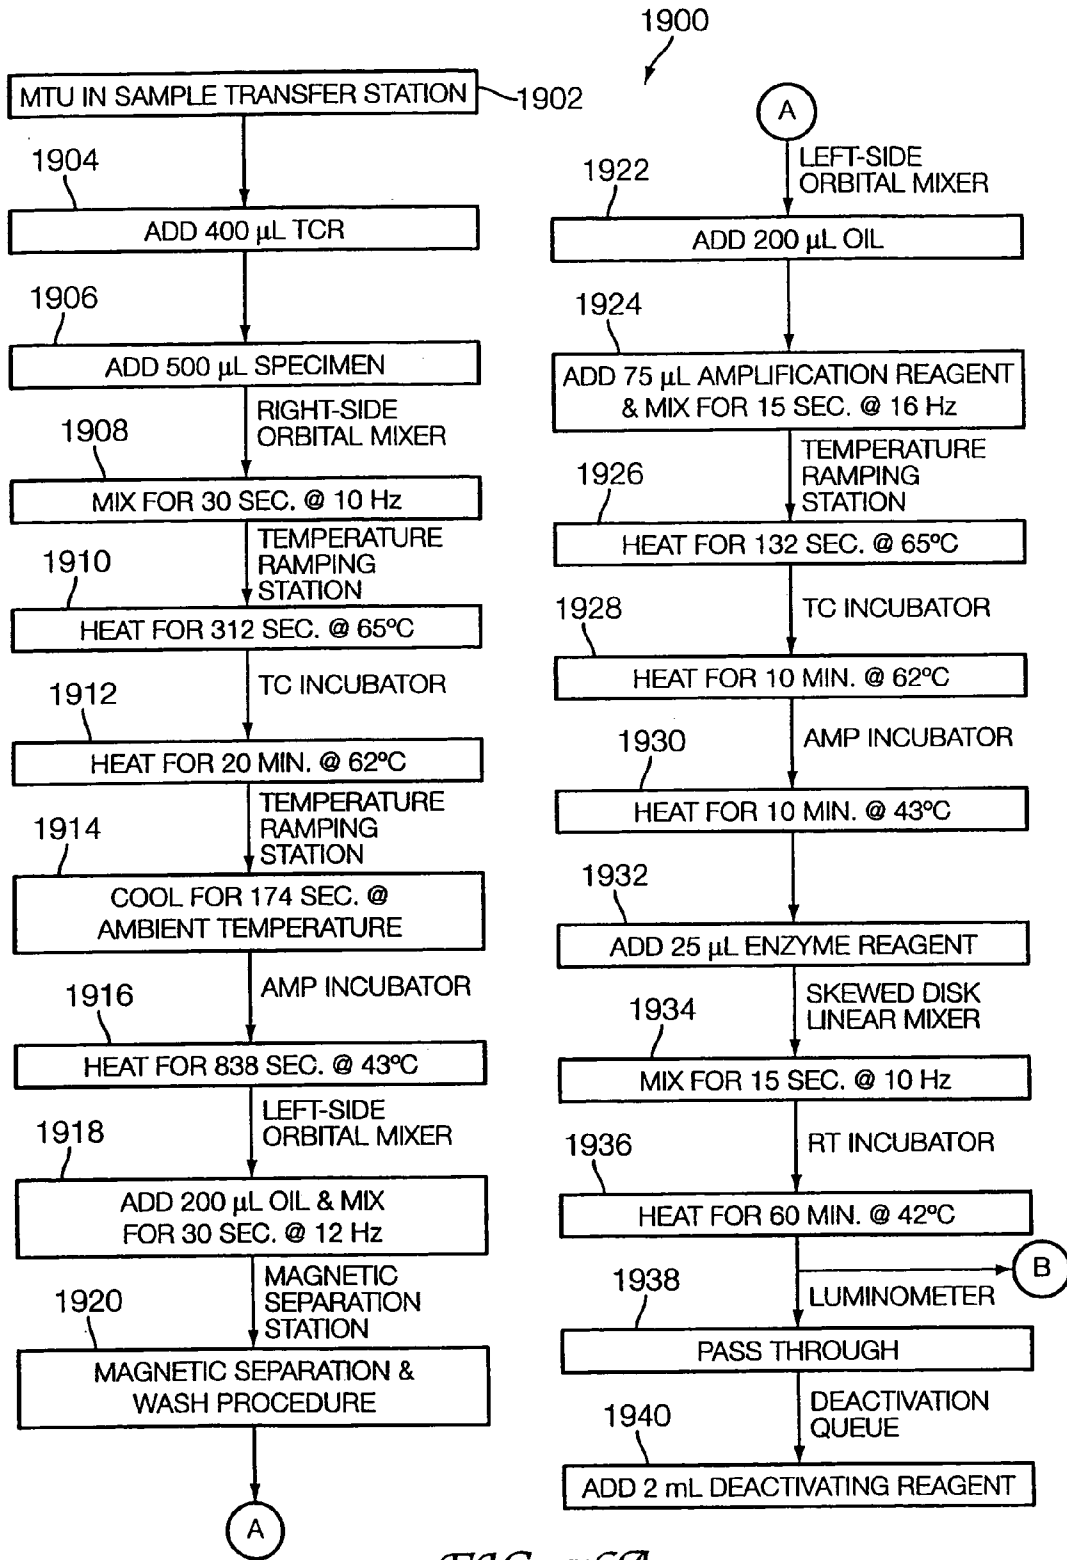 1900
MTU IN SAMPLE TRANSFER STATION
1902
1904
ADD 400 µL TCR
1906
ADD 500 µL SPECIMEN
RIGHT-SIDE
ORBITAL MIXER
1908
MIX FOR 30 SEC. @ 10 Hz
TEMPERATURE
RAMPING
STATION
1910
HEAT FOR 312 SEC. @ 65ºC
TC INCUBATOR
1912
HEAT FOR 20 MIN. @ 62ºC
TEMPERATURE
RAMPING
STATION
1914
COOL FOR 174 SEC. @
AMBIENT TEMPERATURE
AMP INCUBATOR
1916
HEAT FOR 838 SEC. @ 43ºC
LEFT-SIDE
ORBITAL MIXER
1918
ADD 200 µL OIL & MIX
FOR 30 SEC. @ 12 Hz
MAGNETIC
SEPARATION
STATION
1920
MAGNETIC SEPARATION &
WASH PROCEDURE
A
A
LEFT-SIDE
ORBITAL MIXER
1922
ADD 200 µL OIL
1924
ADD 75 µL AMPLIFICATION REAGENT
& MIX FOR 15 SEC. @ 16 Hz
TEMPERATURE
RAMPING
STATION
1926
HEAT FOR 132 SEC. @ 65ºC
TC INCUBATOR
1928
HEAT FOR 10 MIN. @ 62ºC
AMP INCUBATOR
1930
HEAT FOR 10 MIN. @ 43ºC
1932
ADD 25 µL ENZYME REAGENT
SKEWED DISK
LINEAR MIXER
1934
MIX FOR 15 SEC. @ 10 Hz
RT INCUBATOR
1936
HEAT FOR 60 MIN. @ 42ºC
B
LUMINOMETER
1938
PASS THROUGH
DEACTIVATION
QUEUE
1940
ADD 2 mL DEACTIVATING REAGENT